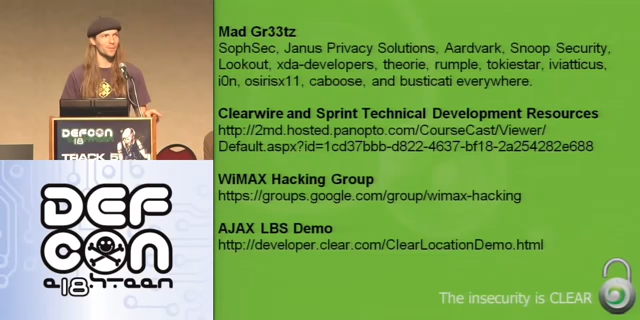 Mad Gr33tz
SophSec, Janus Privacy Solutions, Aardvark, Snoop Security,
Lookout, xda-developers, theorie, rumple, tokiestar, iviatticus,
i0n, osirisx11, caboose, and busticati everywhere.
Clearwire and Sprint Technical Development Resources
http://2md.hosted.panopto.com/CourseCast/Viewer/
Default.aspx?id=1cd37bbb-d822-4637-bf18-2a254282e688
WiMAX Hacking Group
https://groups.google.com/group/wimax-hacking
AJAX LBS Demo
http://developer.clear.com/ClearLocationDemo.html
The insecurity is CLEAR
DEFCON
18
TRACK 5
DEF
CON
e18hteen